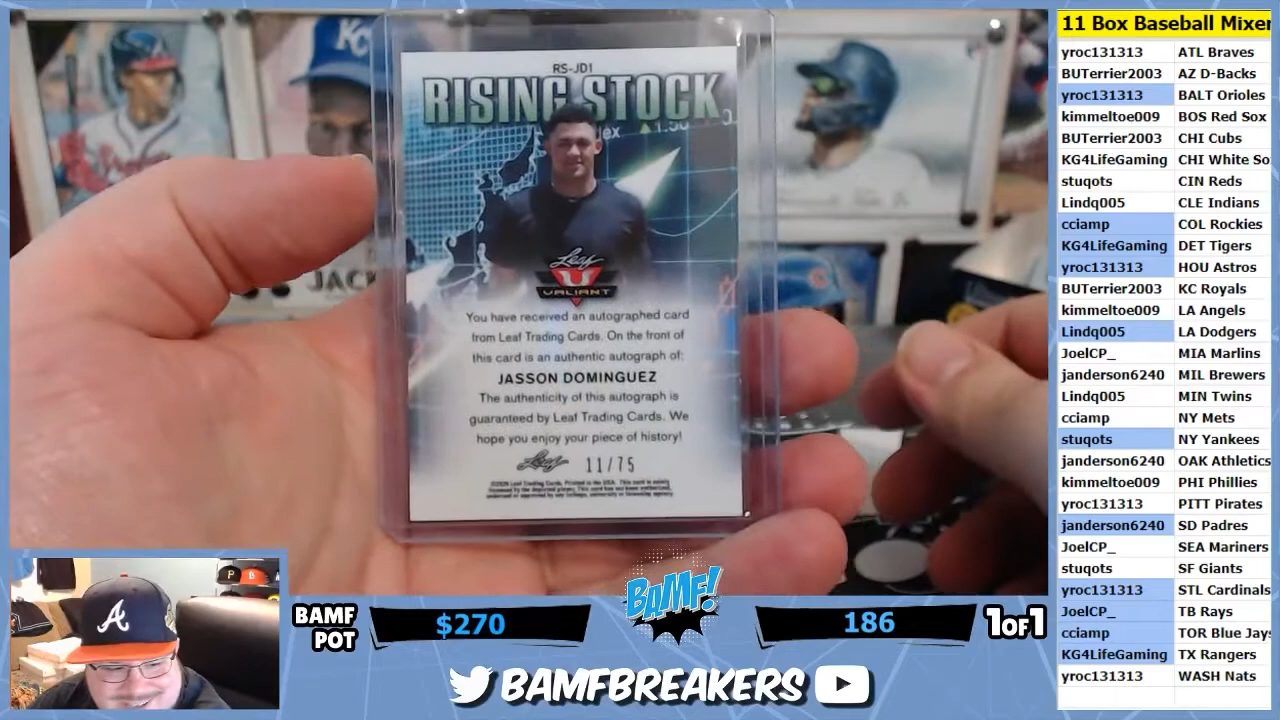 11 Box Baseball Mixer
yroc131313 ATL Braves
BUTerrier2003 AZ D-Backs
yroc131313 BALT Orioles
kimmeltoe009 BOS Red Sox
BUTerrier2003 CHI Cubs
KG4LifeGaming CHI White So
stuqots CIN Reds
Lindq005 CLE Indians
cciamp COL Rockies
KG4LifeGaming DET Tigers
yroc131313 HOU Astros
BUTerrier2003 KC Royals
kimmeltoe009 LA Angels
Lindq005 LA Dodgers
JoelCP_ MIA Marlins
janderson6240 MIL Brewers
Lindq005 MIN Twins
cciamp NY Mets
stuqots NY Yankees
janderson6240 OAK Athletics
kimmeltoe009 PHI Phillies
yroc131313 PITT Pirates
janderson6240 SD Padres
JoelCP_ SEA Mariners
stuqots SF Giants
yroc131313 STL Cardinals
JoelCP_ TB Rays
cciamp TOR Blue Jays
KG4LifeGaming TX Rangers
yroc131313 WASH Nats
KC
JACK
RS-JD1
RISING STOCK
1.50
Leaf
VALIANT
You have received an autographed card
from Leaf Trading Cards. On the front of
this card is an authentic autograph of:
JASSON DOMINGUEZ
The authenticity of this autograph is
guaranteed by Leaf Trading Cards. We
hope you enjoy your piece of history!
Leaf 11/75
A
P
BAMF
POT
$270
BAMF!
186
1OF1
BAMFBREAKERS